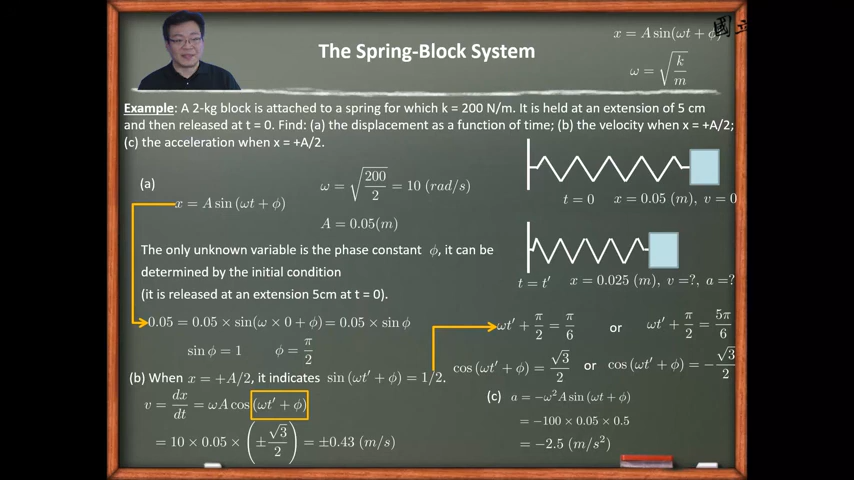 國立
x = A sin(ωt + ϕ)
The Spring-Block System
ω = √(k/m)
Example: A 2-kg block is attached to a spring for which k = 200 N/m. It is held at an extension of 5 cm
and then released at t = 0. Find: (a) the displacement as a function of time; (b) the velocity when x = +A/2;
(c) the acceleration when x = +A/2.
(a)
ω = √(200/2) = 10 (rad/s)
x = A sin (ωt + ϕ)
A = 0.05(m)
t = 0 x = 0.05 (m), v = 0
The only unknown variable is the phase constant ϕ, it can be
determined by the initial condition
(it is released at an extension 5cm at t = 0).
t = t′ x = 0.025 (m), v =?, a =?
0.05 = 0.05 × sin(ω × 0 + ϕ) = 0.05 × sin ϕ
sin ϕ = 1 ϕ = π/2
ωt′ + π/2 = π/6 or ωt′ + π/2 = 5π/6
(b) When x = +A/2, it indicates sin (ωt′ + ϕ) = 1/2.
cos (ωt′ + ϕ) = √3/2 or cos (ωt′ + ϕ) = −√3/2
v = dx/dt = ωA cos (ωt′ + ϕ)
= 10 × 0.05 × (±√3/2) = ±0.43 (m/s)
(c) a = −ω²A sin (ωt + ϕ)
= −100 × 0.05 × 0.5
= −2.5 (m/s²)